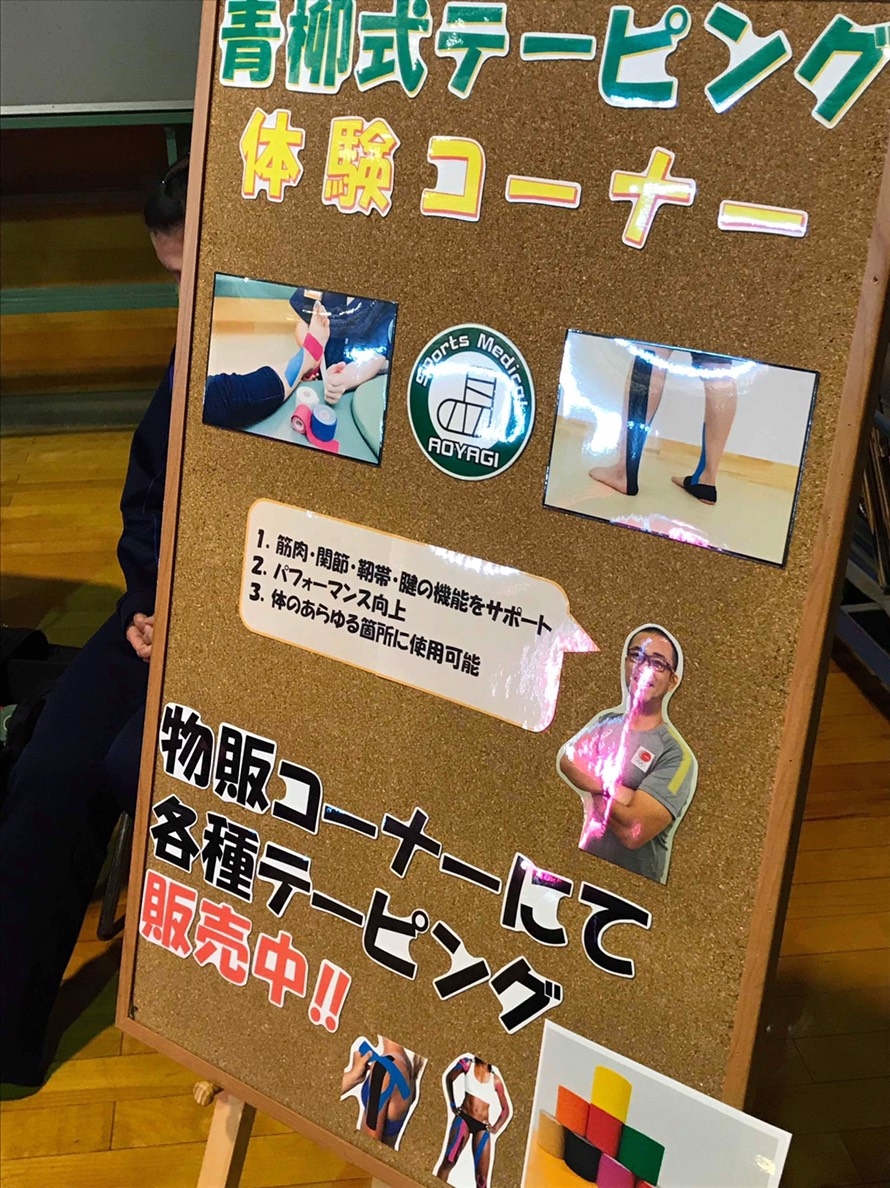 青柳式テーピング
体験コーナー
Sports Medical
AOYAGI
1. 筋肉・関節・靭帯・腱の機能をサポート
2. パフォーマンス向上
3. 体のあらゆる箇所に使用可能
物販コーナーにて
各種テーピング
販売中!!